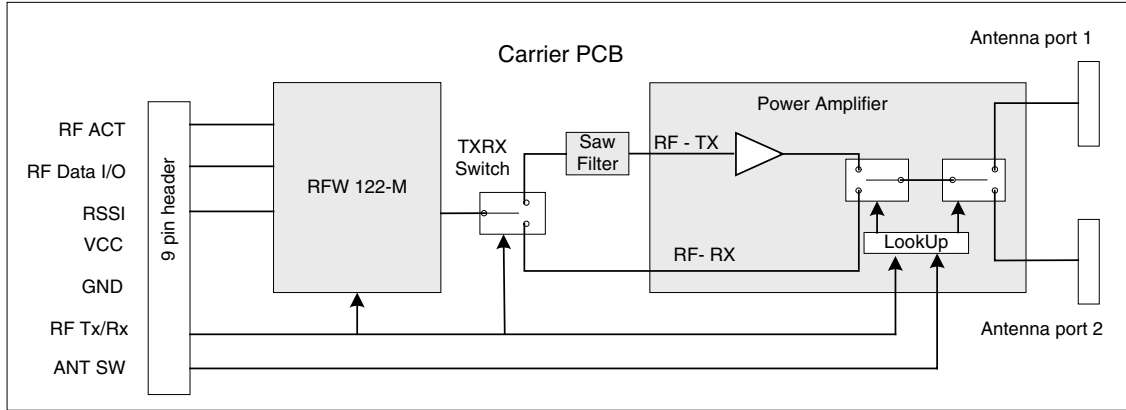 Carrier PCB
Antenna port 1
Power Amplifier
RF ACT
RF Data I/O
RSSI
VCC
GND
RF Tx/Rx
ANT SW
9 pin header
RFW 122-M
TXRX
Switch
Saw
Filter
RF - TX
RF- RX
LookUp
Antenna port 2